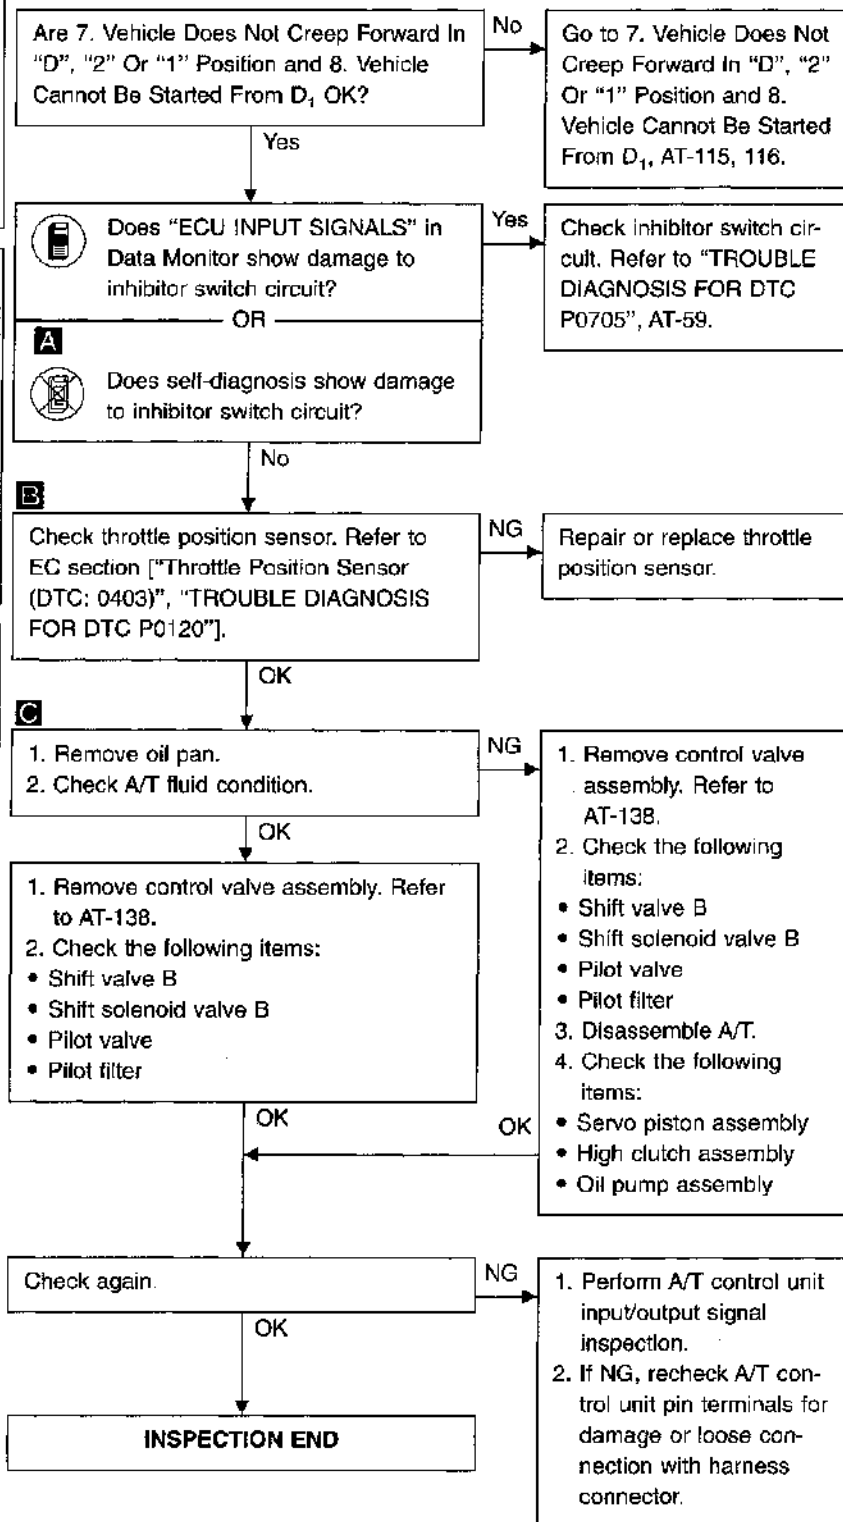 Are 7. Vehicle Does Not Creep Forward In
"D", "2" Or "1" Position and 8. Vehicle
Cannot Be Started From D₁ OK?
No
Go to 7. Vehicle Does Not
Creep Forward In "D", "2"
Or "1" Position and 8.
Vehicle Cannot Be Started
From D₁, AT-115, 116.
Yes
Does "ECU INPUT SIGNALS" in
Data Monitor show damage to
inhibitor switch circuit?
Yes
Check inhibitor switch cir-
cuit. Refer to "TROUBLE
DIAGNOSIS FOR DTC
P0705", AT-59.
OR
A
Does self-diagnosis show damage
to inhibitor switch circuit?
No
B
Check throttle position sensor. Refer to
EC section ["Throttle Position Sensor
(DTC: 0403)", "TROUBLE DIAGNOSIS
FOR DTC P0120"].
NG
Repair or replace throttle
position sensor.
OK
C
1. Remove oil pan.
2. Check A/T fluid condition.
NG
1. Remove control valve
assembly. Refer to
AT-138.
2. Check the following
items:
• Shift valve B
• Shift solenoid valve B
• Pilot valve
• Pilot filter
3. Disassemble A/T.
4. Check the following
items:
• Servo piston assembly
• High clutch assembly
• Oil pump assembly
OK
1. Remove control valve assembly. Refer
to AT-138.
2. Check the following items:
• Shift valve B
• Shift solenoid valve B
• Pilot valve
• Pilot filter
OK
OK
Check again.
NG
1. Perform A/T control unit
input/output signal
inspection.
2. If NG, recheck A/T con-
trol unit pin terminals for
damage or loose con-
nection with harness
connector.
OK
INSPECTION END